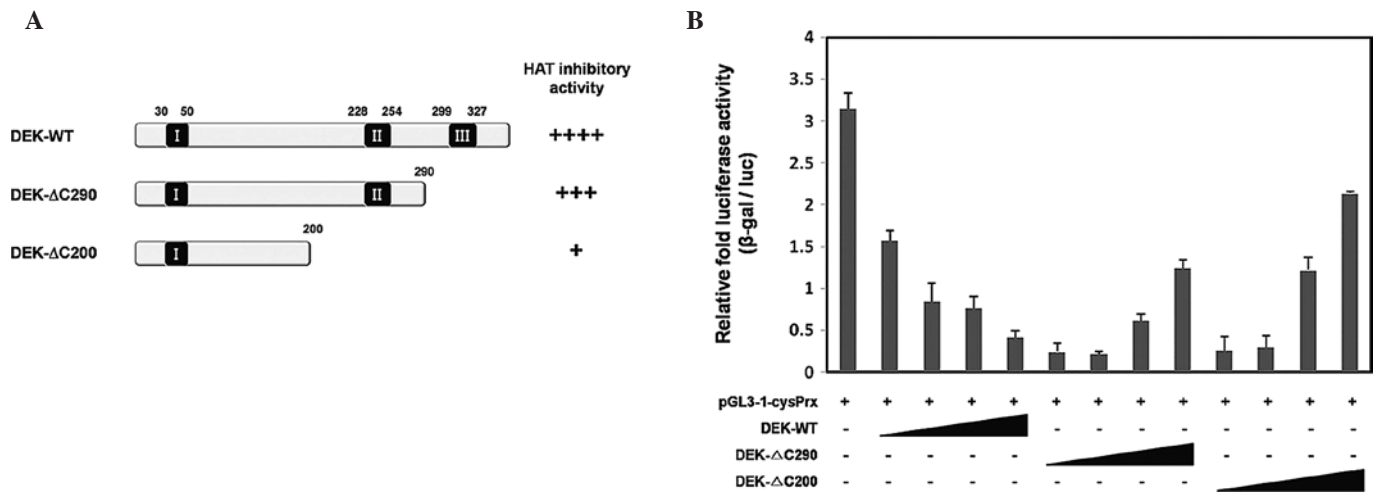 A
HAT inhibitory
activity
30 50 228 254 299 327
DEK-WT I II III ++++
290
DEK-ΔC290 I II +++
200
DEK-ΔC200 I +
B
Relative fold luciferase activity
(β-gal / luc)
4
3.5
3
2.5
2
1.5
1
0.5
0
pGL3-1-cysPrx + + + + + + + + + + + + +
DEK-WT - - - - - - - - -
DEK-△C290 - - - - - - - - -
DEK-△C200 - - - - - - - - -